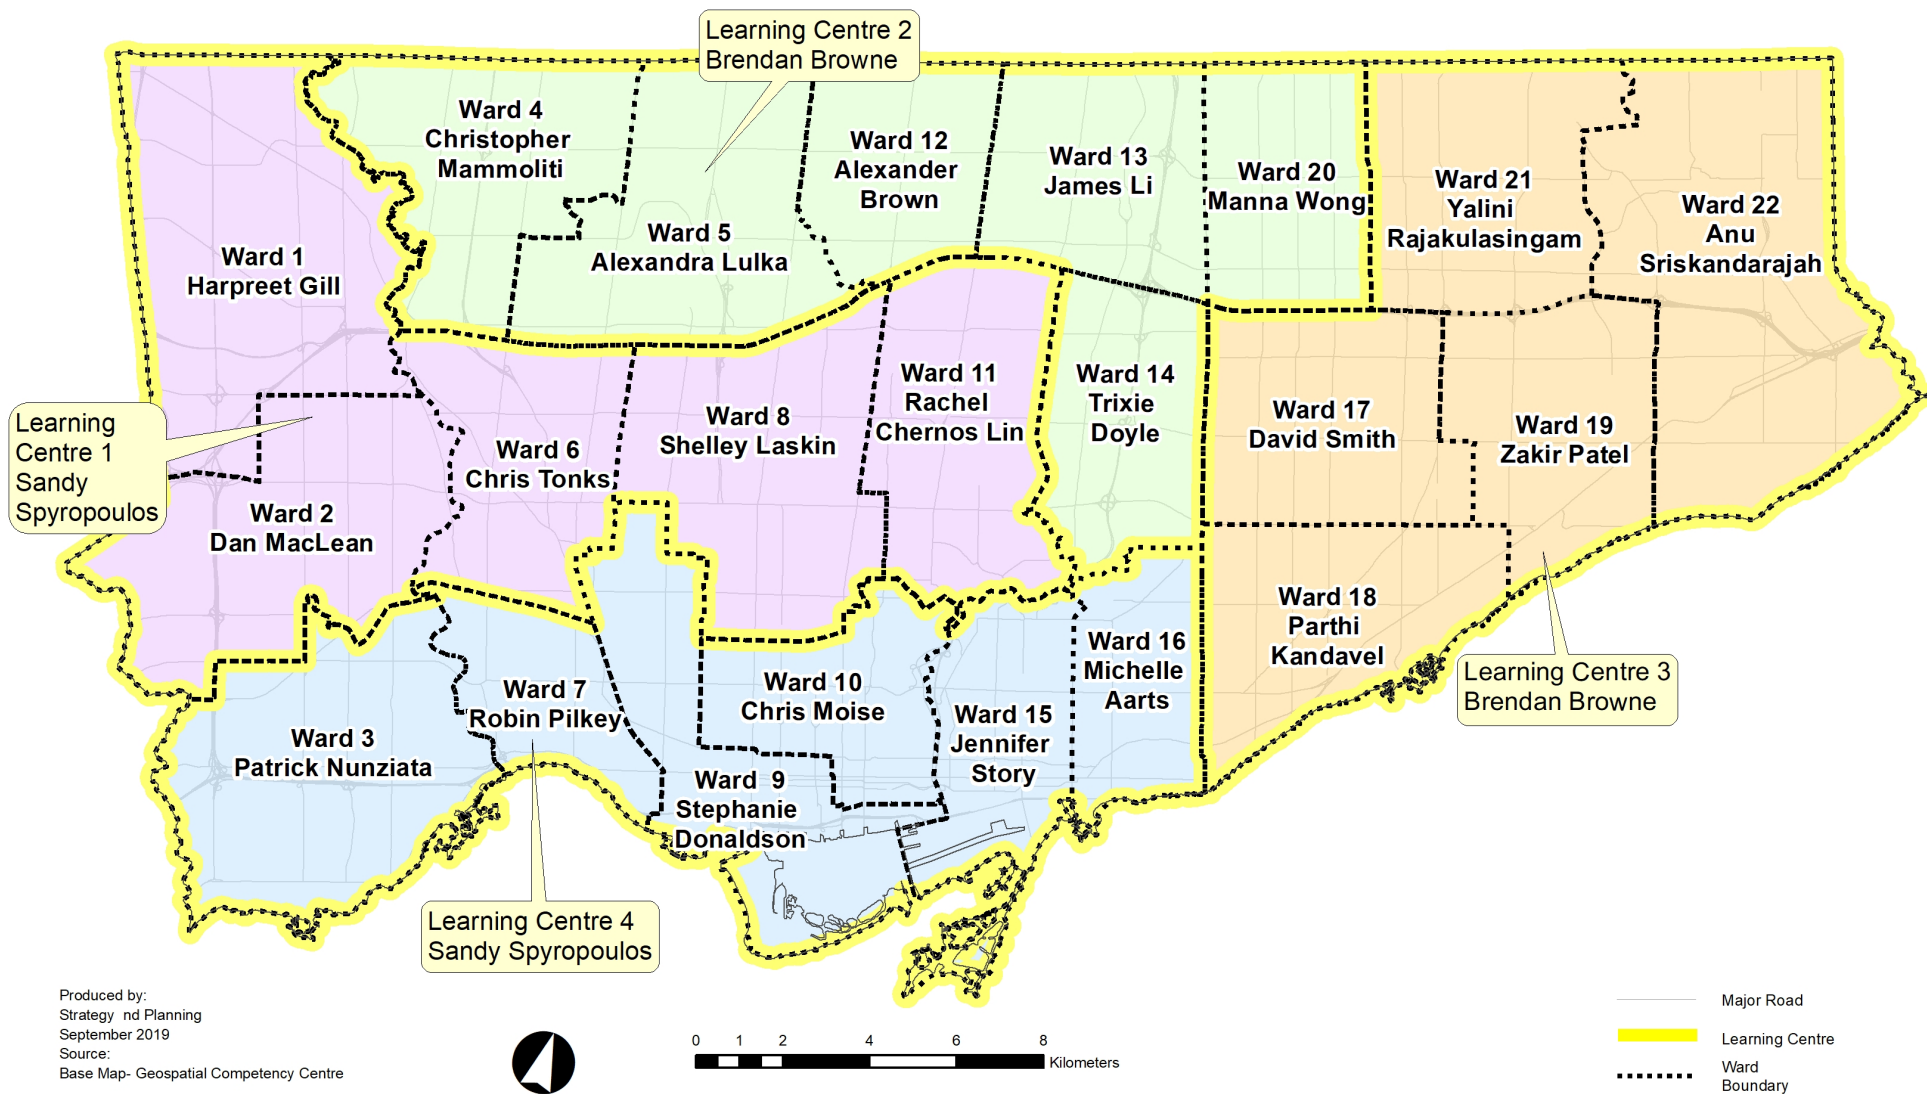 Learning Centre 2
Brendan Browne
Ward 4
Christopher
Mammoliti
Ward 12
Alexander
Brown
Ward 13
James Li
Ward 20
Manna Wong
Ward 21
Yalini
Rajakulasingam
Ward 22
Anu
Sriskandarajah
Ward 1
Harpreet Gill
Ward 5
Alexandra Lulka
Learning
Centre 1
Sandy
Spyropoulos
Ward 6
Chris Tonks
Ward 8
Shelley Laskin
Ward 11
Rachel
Chernos Lin
Ward 14
Trixie
Doyle
Ward 17
David Smith
Ward 19
Zakir Patel
Ward 2
Dan MacLean
Ward 18
Parthi
Kandavel
Ward 16
Michelle
Aarts
Learning Centre 3
Brendan Browne
Ward 3
Patrick Nunziata
Ward 7
Robin Pilkey
Ward 10
Chris Moise
Ward 15
Jennifer
Story
Ward 9
Stephanie
Donaldson
Learning Centre 4
Sandy Spyropoulos
Produced by:
Strategy nd Planning
September 2019
Source:
Base Map- Geospatial Competency Centre
0 1 2 4 6 8
Kilometers
Major Road
Learning Centre
Ward
Boundary